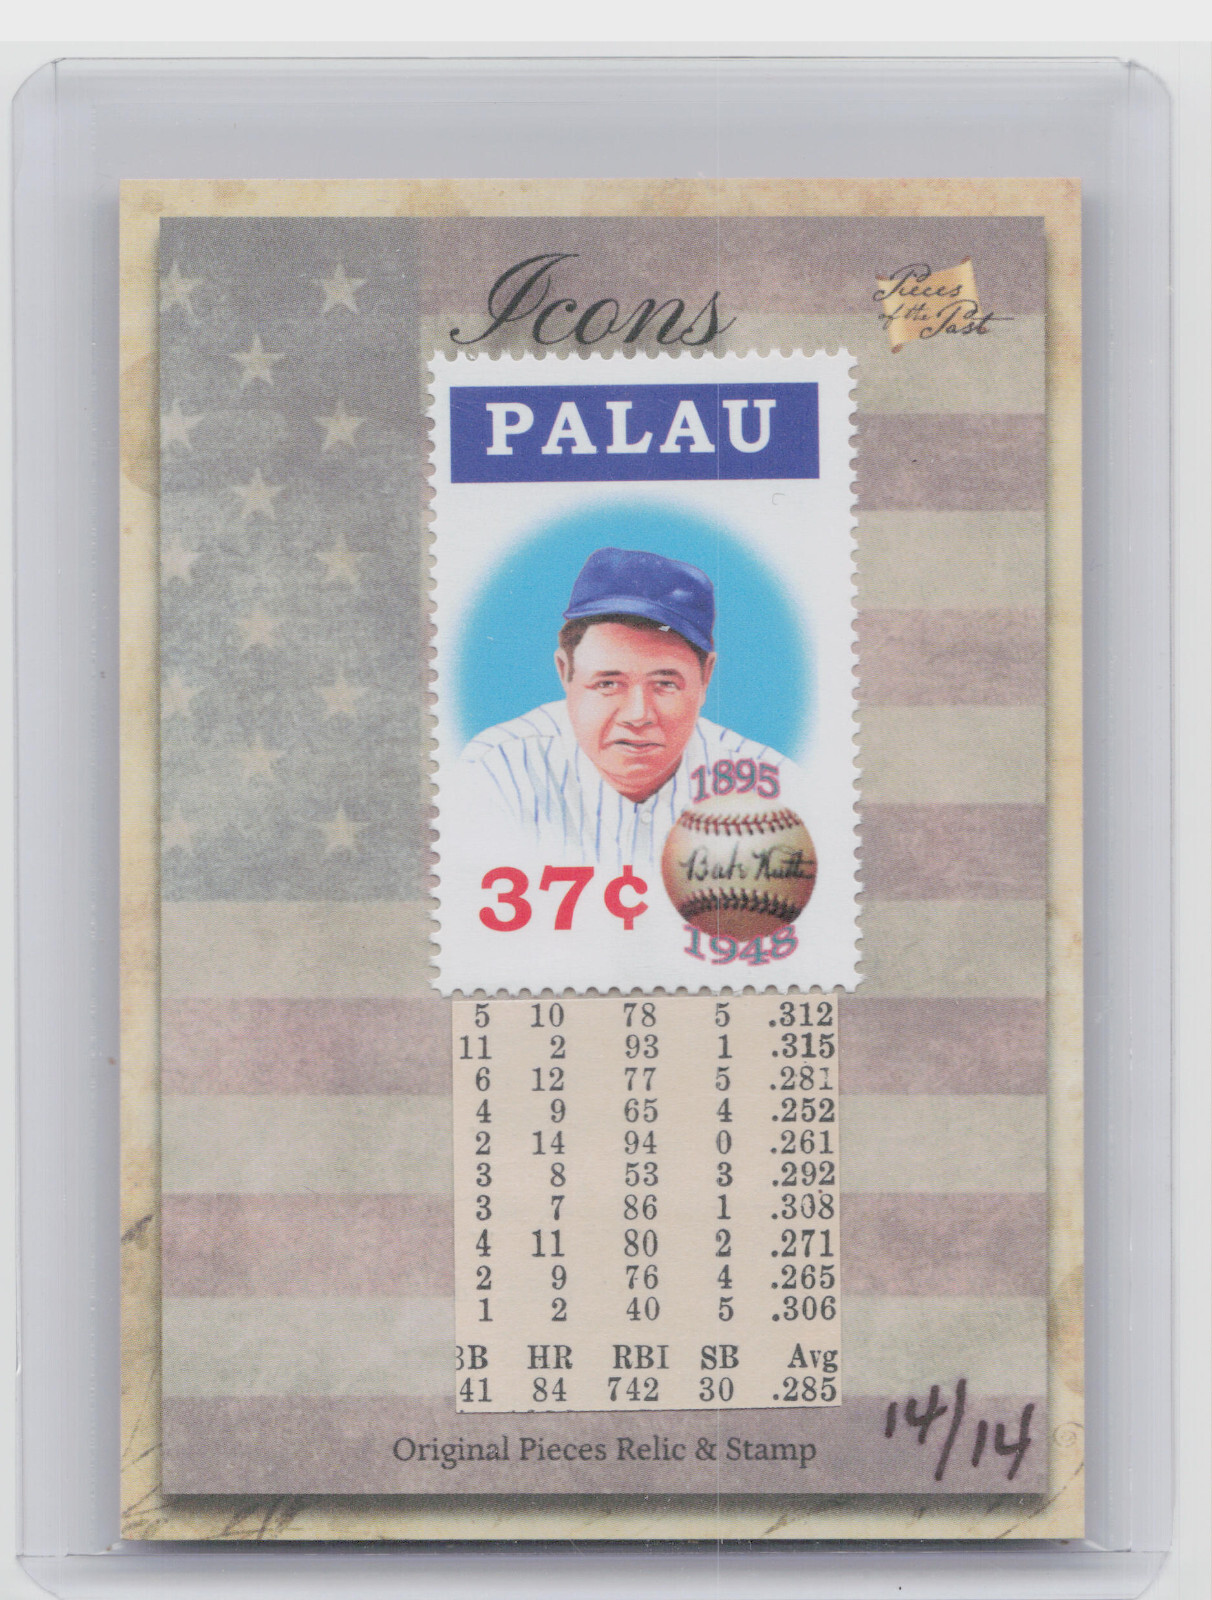 Icons
Pieces
of the Past
PALAU
1895
Babe Ruth
37¢
1948
5 10 78 5 .312
11 2 93 1 .315
6 12 77 5 .281
4 9 65 4 .252
2 14 94 0 .261
3 8 53 3 .292
3 7 86 1 .308
4 11 80 2 .271
2 9 76 4 .265
1 2 40 5 .306
BB HR RBI SB Avg
41 84 742 30 .285
Original Pieces Relic & Stamp
14/14